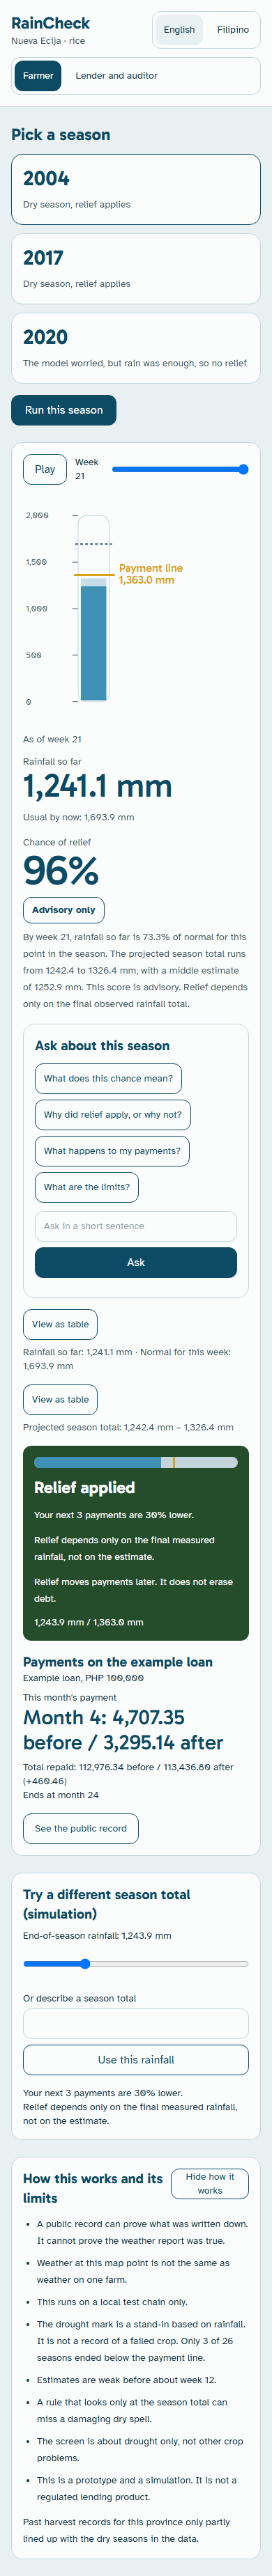 RainCheck
Nueva Ecija · rice
English
Filipino
Farmer
Lender and auditor
Pick a season
2004
Dry season, relief applies
2017
Dry season, relief applies
2020
The model worried, but rain was enough, so no relief
Run this season
Play
Week
21
2,000
1,500
1,000
500
0
Payment line
1,363.0 mm
As of week 21
Rainfall so far
1,241.1 mm
Usual by now: 1,693.9 mm
Chance of relief
96%
Advisory only
By week 21, rainfall so far is 73.3% of normal for this
point in the season. The projected season total runs
from 1242.4 to 1326.4 mm, with a middle estimate
of 1252.9 mm. This score is advisory. Relief depends
only on the final observed rainfall total.
Ask about this season
What does this chance mean?
Why did relief apply, or why not?
What happens to my payments?
What are the limits?
Ask in a short sentence
Ask
View as table
Rainfall so far: 1,241.1 mm · Normal for this week:
1,693.9 mm
View as table
Projected season total: 1,242.4 mm – 1,326.4 mm
Relief applied
Your next 3 payments are 30% lower.
Relief depends only on the final measured
rainfall, not on the estimate.
Relief moves payments later. It does not erase
debt.
1,243.9 mm / 1,363.0 mm
Payments on the example loan
Example loan, PHP 100,000
This month's payment
Month 4: 4,707.35
before / 3,295.14 after
Total repaid: 112,976.34 before / 113,436.80 after
(+460.46)
Ends at month 24
See the public record
Try a different season total
(simulation)
End-of-season rainfall: 1,243.9 mm
Or describe a season total
Use this rainfall
Your next 3 payments are 30% lower.
Relief depends only on the final measured rainfall,
not on the estimate.
How this works and its
limits
Hide how it
works
• A public record can prove what was written down.
It cannot prove the weather report was true.
• Weather at this map point is not the same as
weather on one farm.
• This runs on a local test chain only.
• The drought mark is a stand-in based on rainfall.
It is not a record of a failed crop. Only 3 of 26
seasons ended below the payment line.
• Estimates are weak before about week 12.
• A rule that looks only at the season total can
miss a damaging dry spell.
• The screen is about drought only, not other crop
problems.
• This is a prototype and a simulation. It is not a
regulated lending product.
Past harvest records for this province only partly
lined up with the dry seasons in the data.